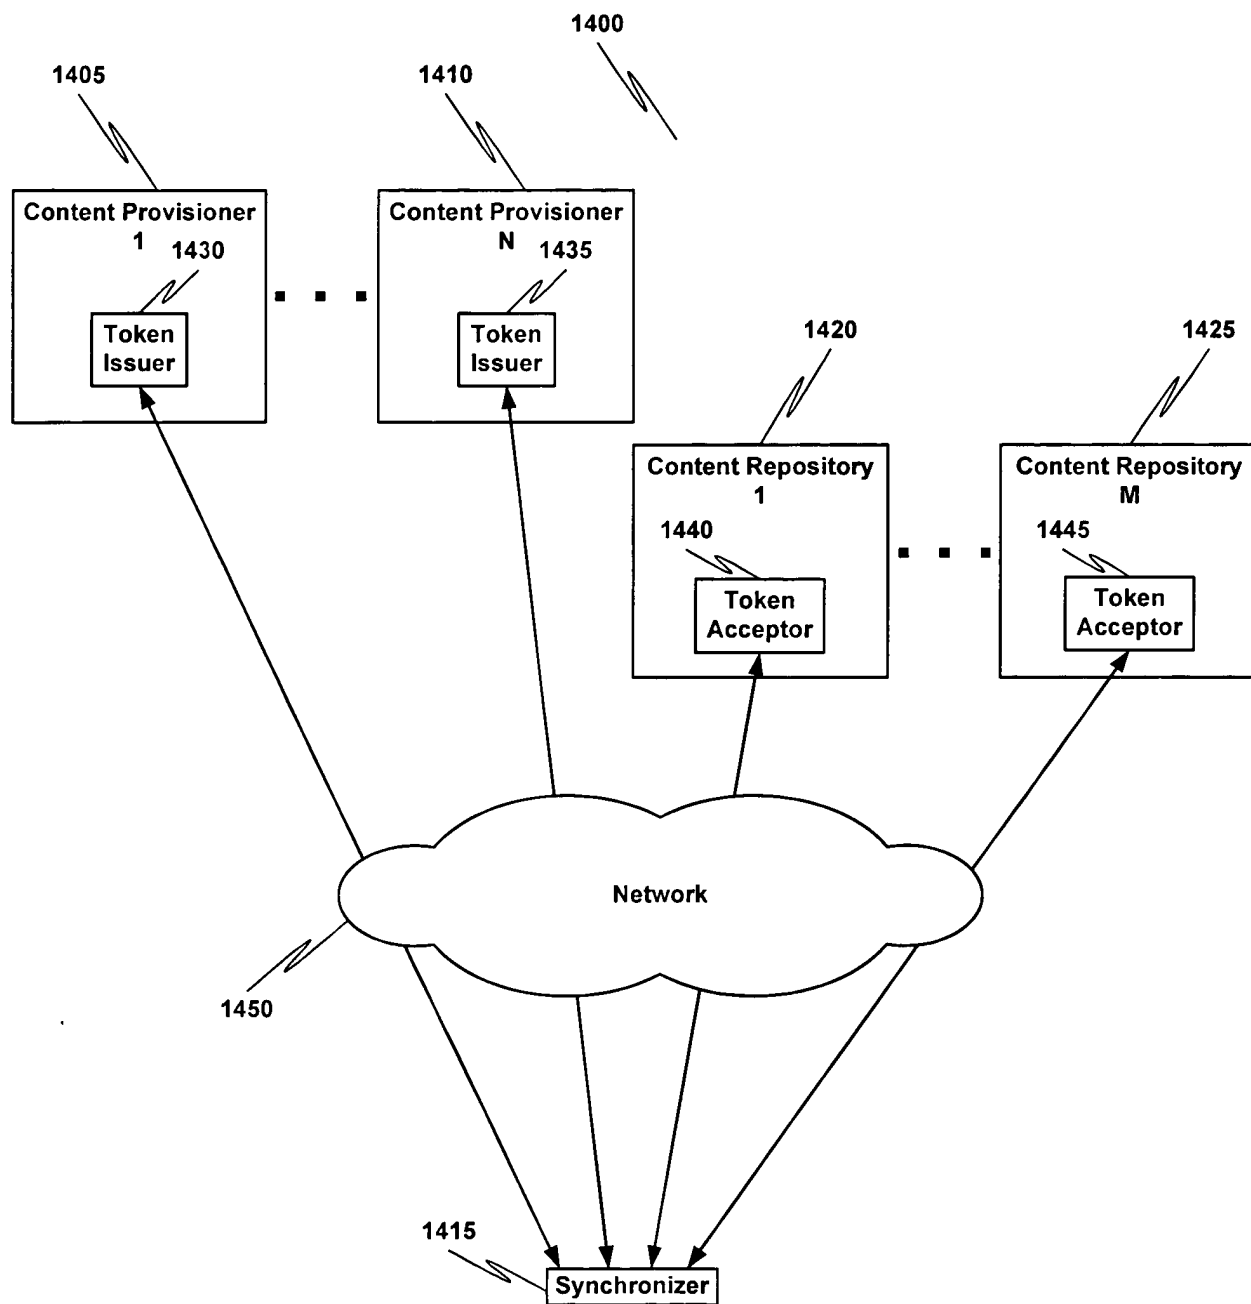 1400
1405
1410
Content Provisioner
1
1430
Token
Issuer
Content Provisioner
N
1435
Token
Issuer
1420
1425
Content Repository
1
1440
Token
Acceptor
Content Repository
M
1445
Token
Acceptor
Network
1450
1415
Synchronizer